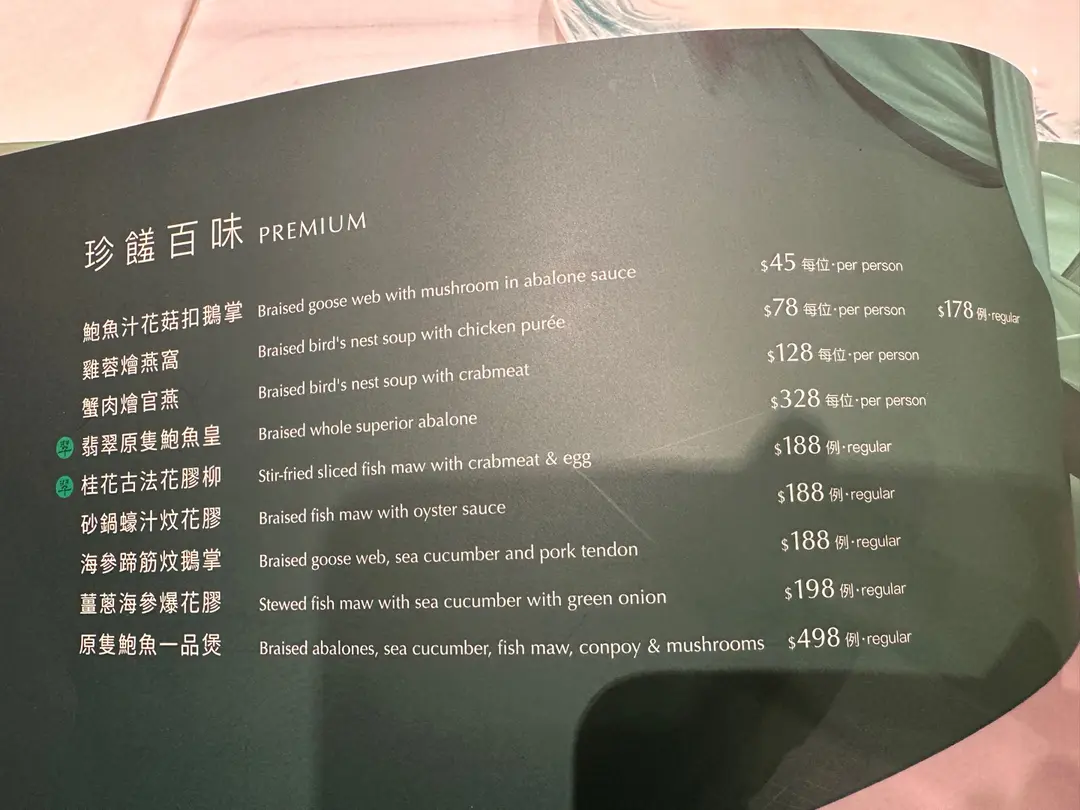 珍饈百味 PREMIUM
鮑魚汁花菇扣鵝掌 Braised goose web with mushroom in abalone sauce $45 每位·per person
雞蓉燴燕窩 Braised bird's nest soup with chicken purée $78 每位·per person $178 例·regular
蟹肉燴官燕 Braised bird's nest soup with crabmeat $128 每位·per person
翠 翡翠原隻鮑魚皇 Braised whole superior abalone $328 每位·per person
翠 桂花古法花膠柳 Stir-fried sliced fish maw with crabmeat & egg $188 例·regular
砂鍋蠔汁炆花膠 Braised fish maw with oyster sauce $188 例·regular
海參蹄筋炆鵝掌 Braised goose web, sea cucumber and pork tendon $188 例·regular
薑蔥海參爆花膠 Stewed fish maw with sea cucumber with green onion $198 例·regular
原隻鮑魚一品煲 Braised abalones, sea cucumber, fish maw, conpoy & mushrooms $498 例·regular